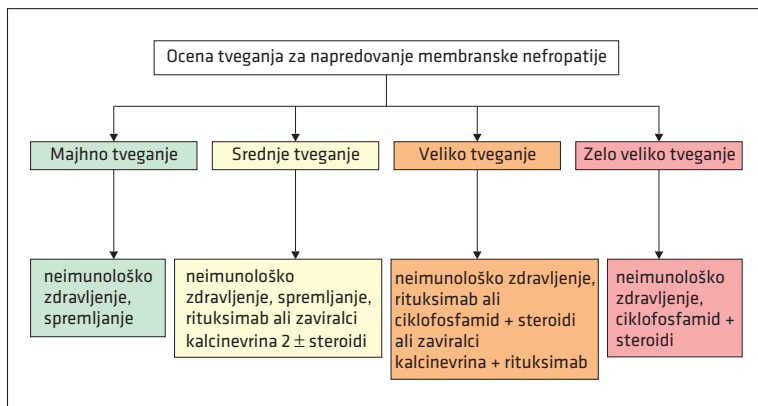 Ocena tveganja za napredovanje membranske nefropatije
Majhno tveganje
Srednje tveganje
Veliko tveganje
Zelo veliko tveganje
neimunološko
zdravljenje,
spremljanje
neimunološko
zdravljenje, spremljanje,
rituksimab ali zaviralci
kalcinevrina 2 ± steroidi
neimunološko zdravljenje,
rituksimab ali
ciklofosfamid + steroidi
ali zaviralci
kalcinevrina + rituksimab
neimunološko
zdravljenje,
ciklofosfamid +
steroidi